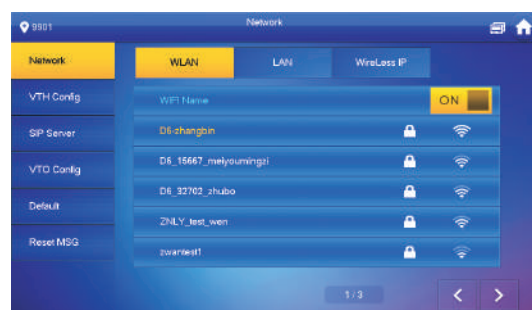 9901
Network
Network
WLAN
LAN
WireLess IP
VTH Config
WIFI Name
ON
SIP Server
D6-zhangbin
VTO Config
D6_15667_meiyoumingzi
D6_32702_zhubo
Default
ZNLY_test_wen
Reset MSG
zwantest1
1/3